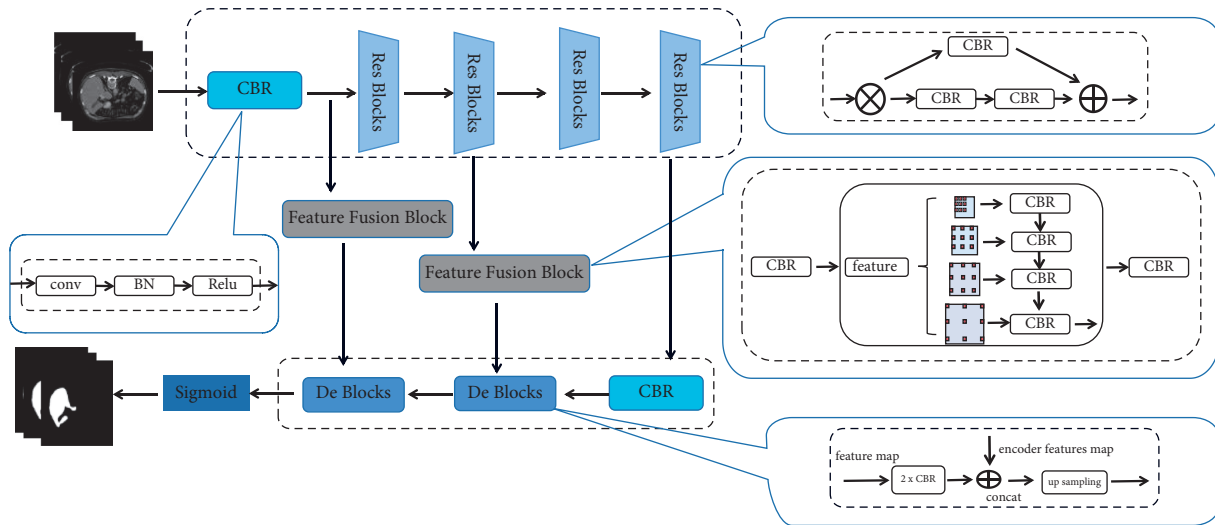 CBR
Res Blocks
Res Blocks
Res Blocks
Res Blocks
CBR
CBR
CBR
Feature Fusion Block
Feature Fusion Block
conv
BN
Relu
CBR
feature
CBR
CBR
CBR
CBR
CBR
Sigmoid
De Blocks
De Blocks
CBR
feature map
encoder features map
2 x CBR
concat
up sampling